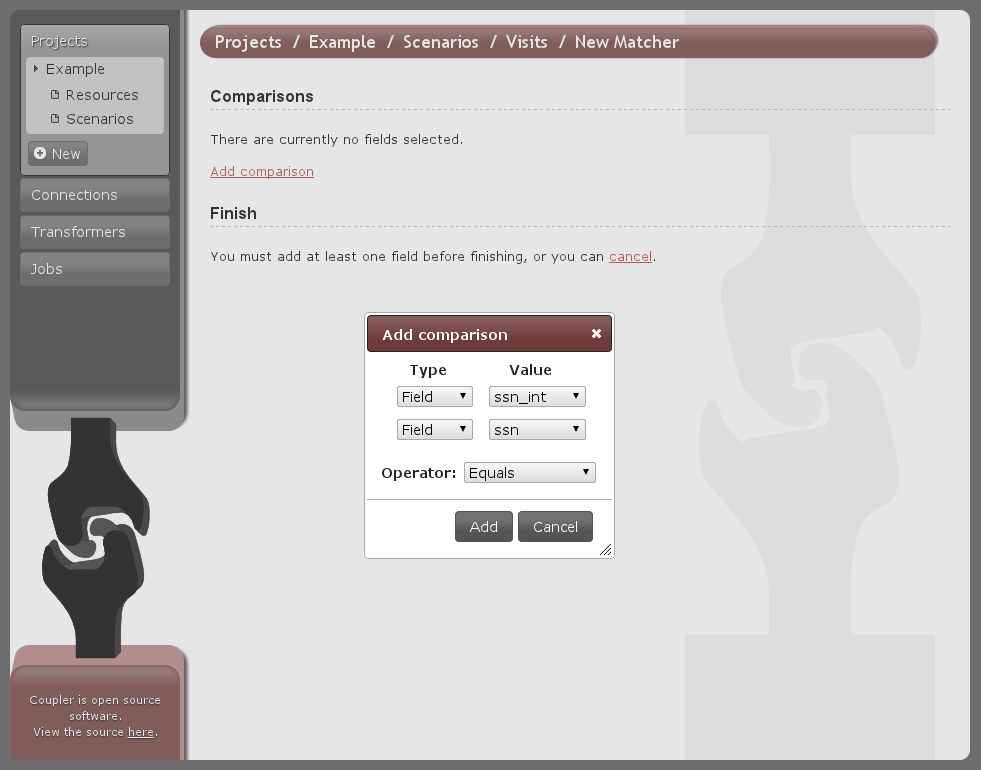 Projects
Example
Resources
Scenarios
New
Connections
Transformers
Jobs
Coupler is open source
software.
View the source here.
Projects / Example / Scenarios / Visits / New Matcher
Comparisons
There are currently no fields selected.
Add comparison
Finish
You must add at least one field before finishing, or you can cancel.
Add comparison
Type Value
Field ssn_int
Field ssn
Operator: Equals
Add Cancel